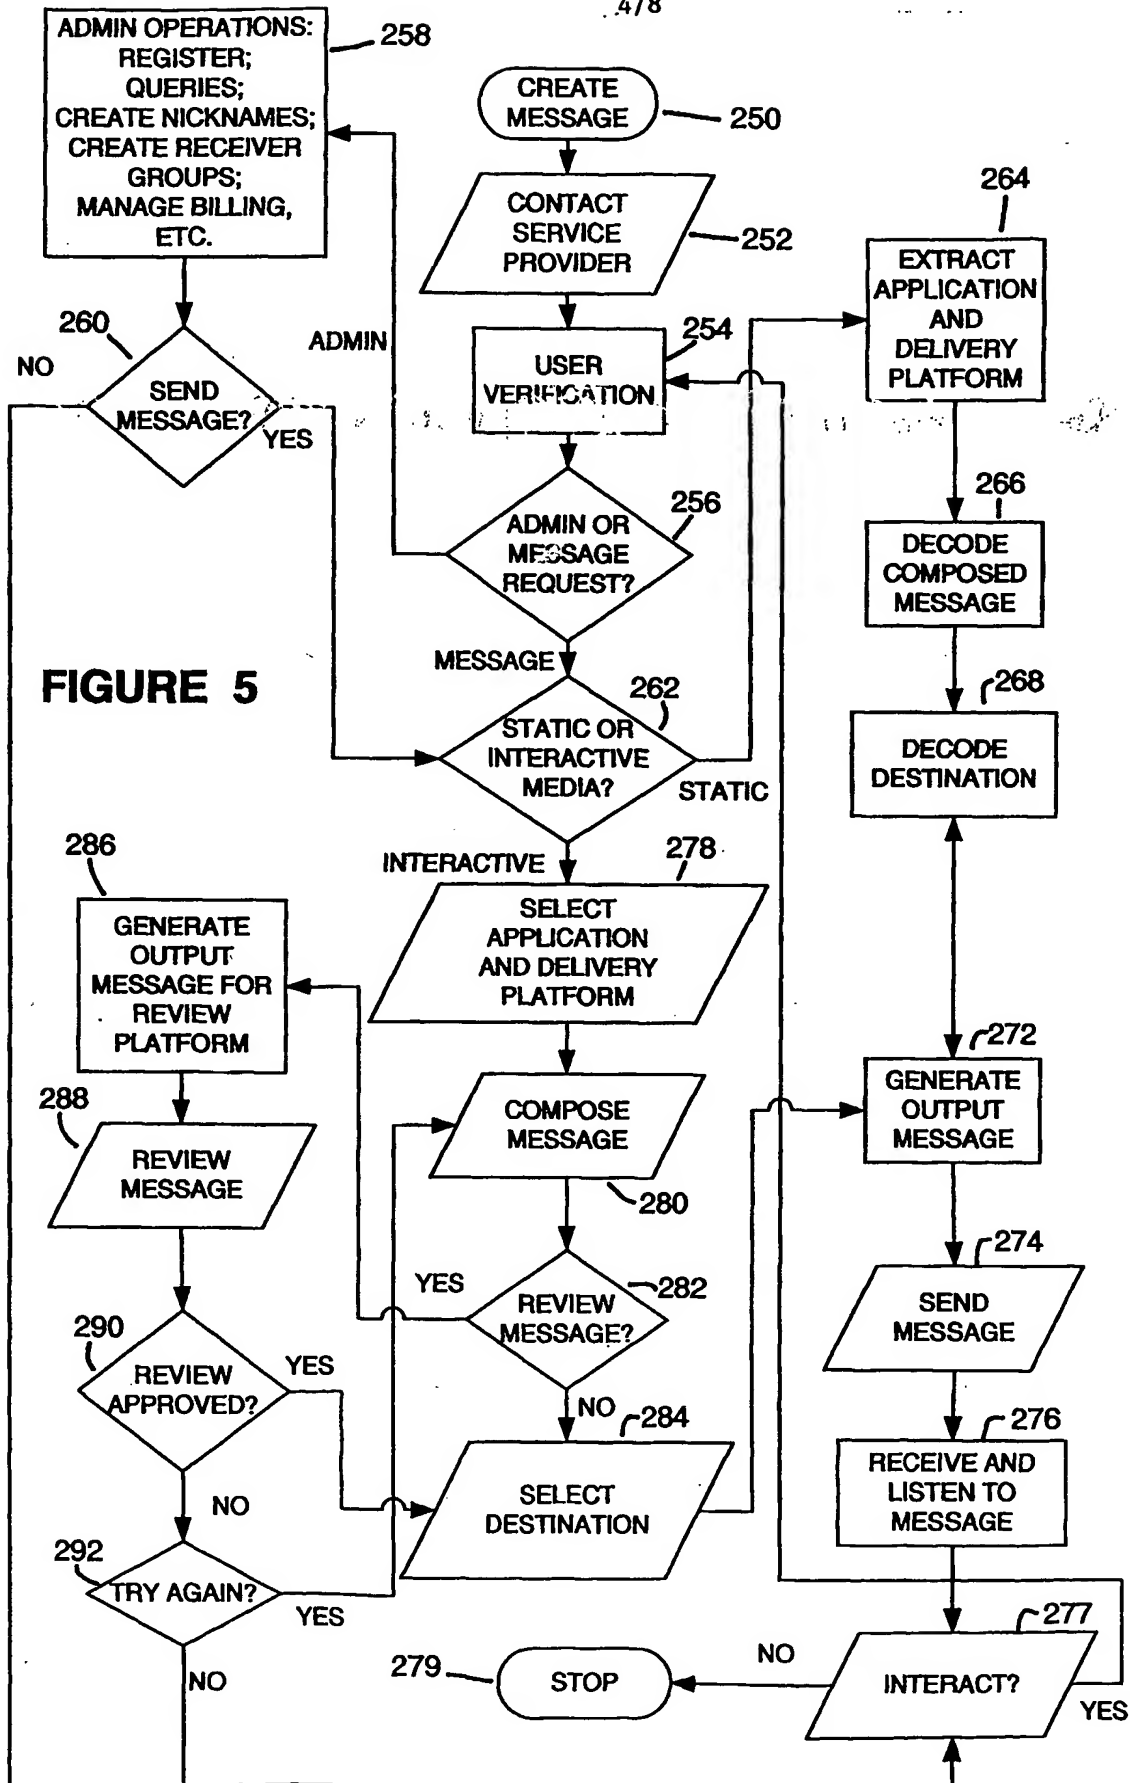 4/8
ADMIN OPERATIONS:
REGISTER;
QUERIES;
CREATE NICKNAMES;
CREATE RECEIVER
GROUPS;
MANAGE BILLING,
ETC.
258
CREATE
MESSAGE
250
CONTACT
SERVICE
PROVIDER
252
264
EXTRACT
APPLICATION
AND
DELIVERY
PLATFORM
260
NO
SEND
MESSAGE?
YES
ADMIN
254
USER
VERIFICATION
256
ADMIN OR
MESSAGE
REQUEST?
266
DECODE
COMPOSED
MESSAGE
FIGURE 5
MESSAGE
262
STATIC OR
INTERACTIVE
MEDIA?
STATIC
268
DECODE
DESTINATION
286
GENERATE
OUTPUT
MESSAGE FOR
REVIEW
PLATFORM
INTERACTIVE
278
SELECT
APPLICATION
AND DELIVERY
PLATFORM
272
GENERATE
OUTPUT
MESSAGE
288
REVIEW
MESSAGE
COMPOSE
MESSAGE
280
274
SEND
MESSAGE
YES
282
REVIEW
MESSAGE?
NO
290
REVIEW
APPROVED?
YES
NO
284
SELECT
DESTINATION
276
RECEIVE AND
LISTEN TO
MESSAGE
292
TRY AGAIN?
YES
NO
279
STOP
NO
277
INTERACT?
YES